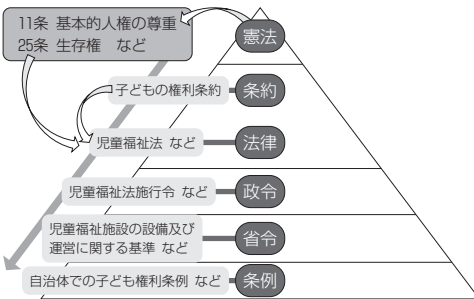 11条 基本的人権の尊重
25条 生存権 など
憲法
子どもの権利条約
条約
児童福祉法 など
法律
児童福祉法施行令 など
政令
児童福祉施設の設備及び
運営に関する基準 など
省令
自治体での子ども権利条例 など
条例